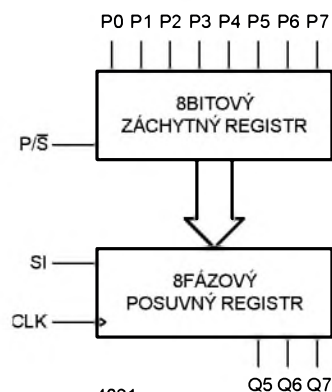 P0 P1 P2 P3 P4 P5 P6 P7
8BITOVÝ
ZÁCHYTNÝ REGISTR
P/S̅
SI
8FÁZOVÝ
POSUVNÝ REGISTR
CLK
Q5 Q6 Q7